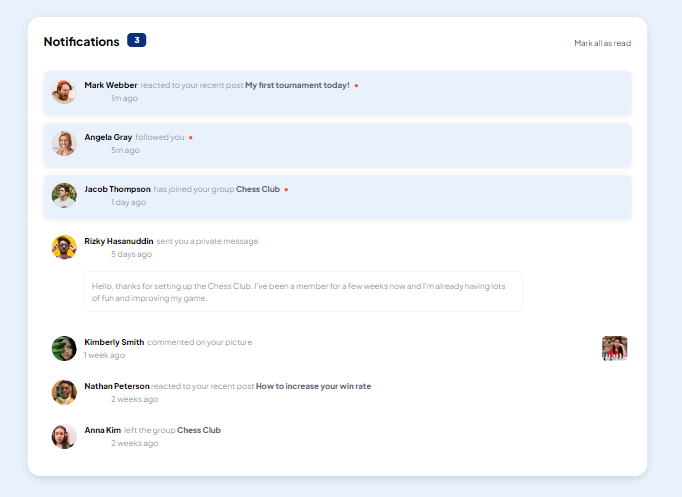 Notifications 3
Mark all as read
Mark Webber reacted to your recent post My first tournament today!
1m ago
Angela Gray followed you
5m ago
Jacob Thompson has joined your group Chess Club
1 day ago
Rizky Hasanuddin sent you a private message
5 days ago
Hello, thanks for setting up the Chess Club. I've been a member for a few weeks now and I'm already having lots
of fun and improving my game.
Kimberly Smith commented on your picture
1 week ago
Nathan Peterson reacted to your recent post How to increase your win rate
2 weeks ago
Anna Kim left the group Chess Club
2 weeks ago